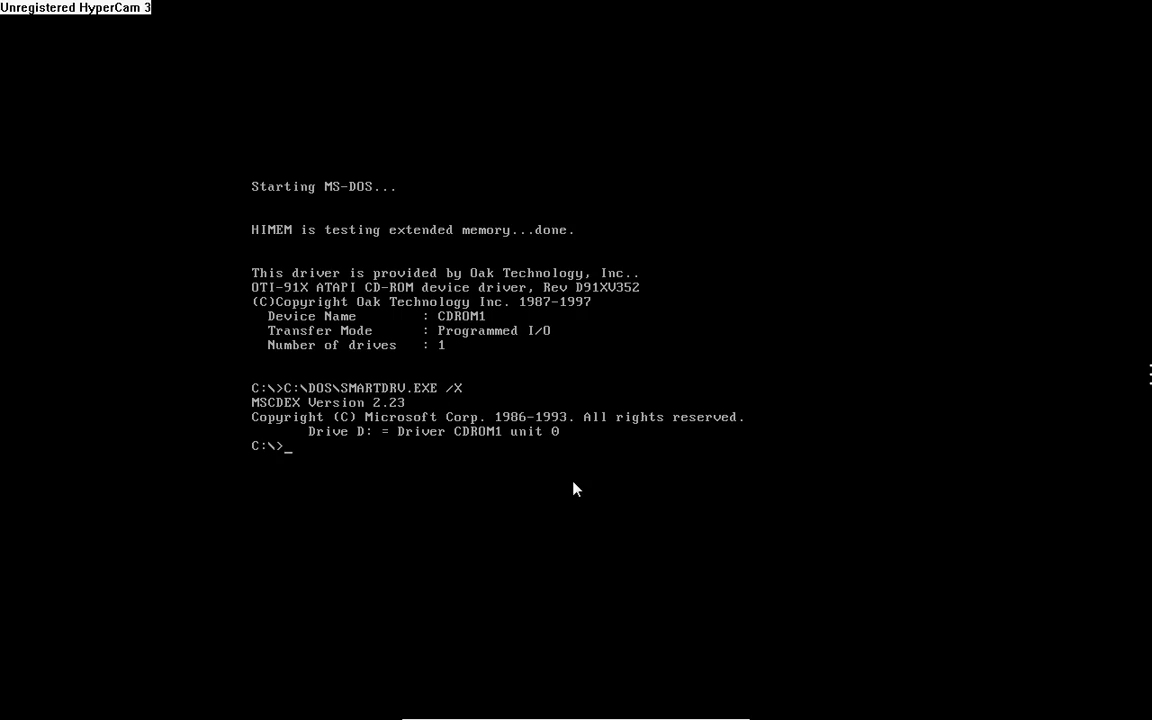 Unregistered HyperCam 3
Starting MS-DOS...
HIMEM is testing extended memory...done.
This driver is provided by Oak Technology, Inc..
OTI-91X ATAPI CD-ROM device driver, Rev D91XV352
(C)Copyright Oak Technology Inc. 1987-1997
Device Name : CDROM1
Transfer Mode : Programmed I/O
Number of drives : 1
C:\>C:\DOS\SMARTDRV.EXE /X
MSCDEX Version 2.23
Copyright (C) Microsoft Corp. 1986-1993. All rights reserved.
Drive D: = Driver CDROM1 unit 0
C:\>_